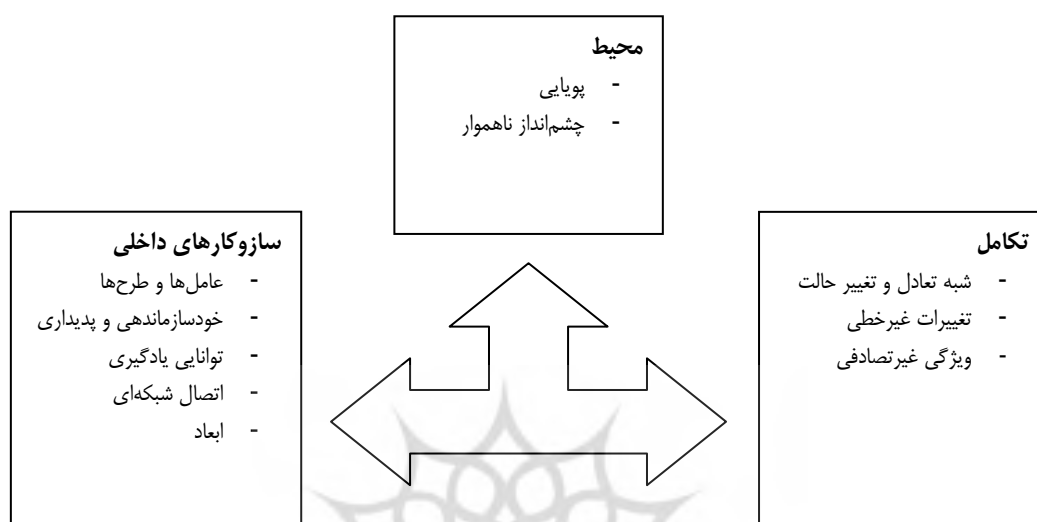 محیط
- پویایی
- چشم‌انداز ناهموار
تکامل
- شبه تعادل و تغییر حالت
- تغییرات غیرخطی
- ویژگی غیرتصادفی
سازوکارهای داخلی
- عامل‌ها و طرح‌ها
- خودسازماندهی و پدیداری
- توانایی یادگیری
- اتصال شبکه‌ای
- ابعاد